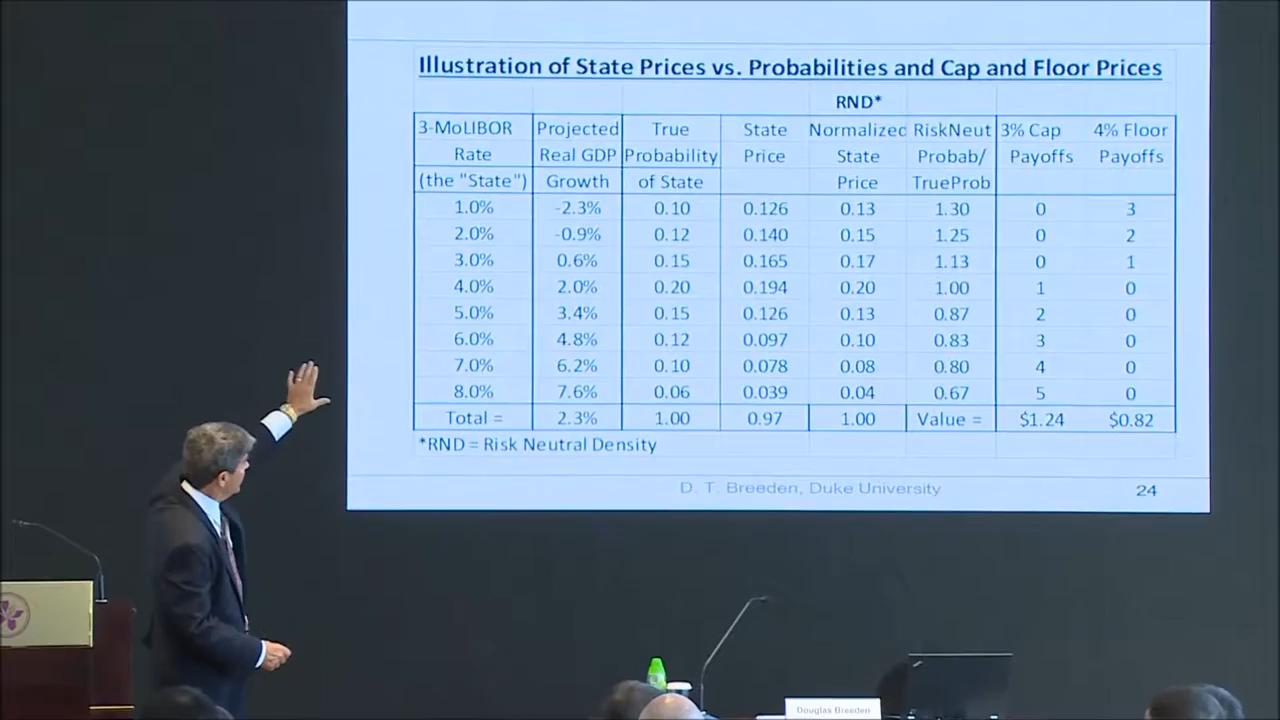 Illustration of State Prices vs. Probabilities and Cap and Floor Prices
RND*
3-MoLIBOR Projected True State Normalized RiskNeut 3% Cap 4% Floor
Rate Real GDP Probability Price State Probab/ Payoffs Payoffs
(the "State") Growth of State Price TrueProb
1.0% -2.3% 0.10 0.126 0.13 1.30 0 3
2.0% -0.9% 0.12 0.140 0.15 1.25 0 2
3.0% 0.6% 0.15 0.165 0.17 1.13 0 1
4.0% 2.0% 0.20 0.194 0.20 1.00 1 0
5.0% 3.4% 0.15 0.126 0.13 0.87 2 0
6.0% 4.8% 0.12 0.097 0.10 0.83 3 0
7.0% 6.2% 0.10 0.078 0.08 0.80 4 0
8.0% 7.6% 0.06 0.039 0.04 0.67 5 0
Total = 2.3% 1.00 0.97 1.00 Value = $1.24 $0.82
*RND = Risk Neutral Density
D. T. Breeden, Duke University
24
Douglas Breeden